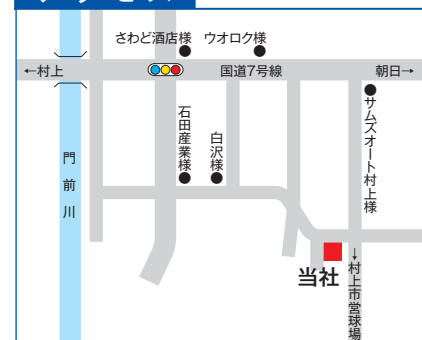 さわど酒店様
ウオロク様
←村上
国道7号線
朝日→
サムズオート村上様
石田産業様
白沢様
門前川
当社
→村上市営球場